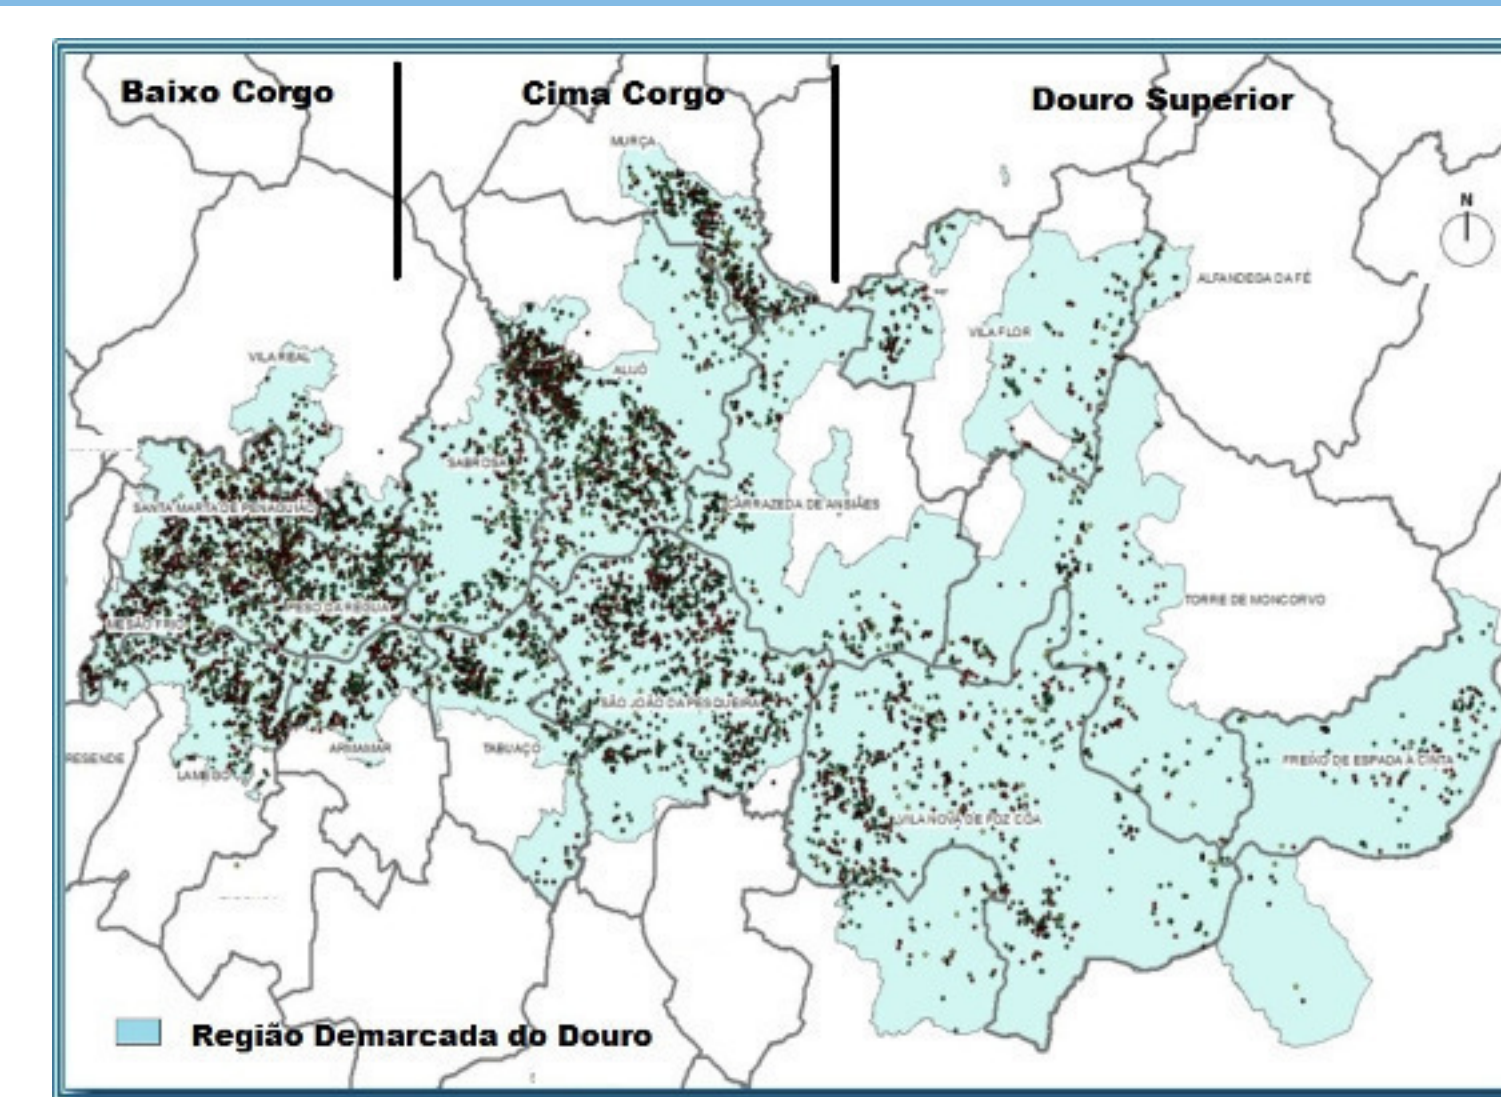 Baixo Corgo
Cima Corgo
Douro Superior
MURÇA
N
ALFANDEGA DA FÉ
VILA FLOR
VILA REAL
ALIJÓ
SABROSA
CARRAZEDA DE ANSIÃES
SANTA MARTA DE PENAGUIÃO
TORRE DE MONCORVO
PESO DA RÉGUA
MESÃO FRIO
SÃO JOÃO DA PESQUEIRA
RESENDE
ARMAMAR
TABUAÇO
FREIXO DE ESPADA À CINTA
LAMEGO
VILA NOVA DE FOZ CÔA
Região Demarcada do Douro